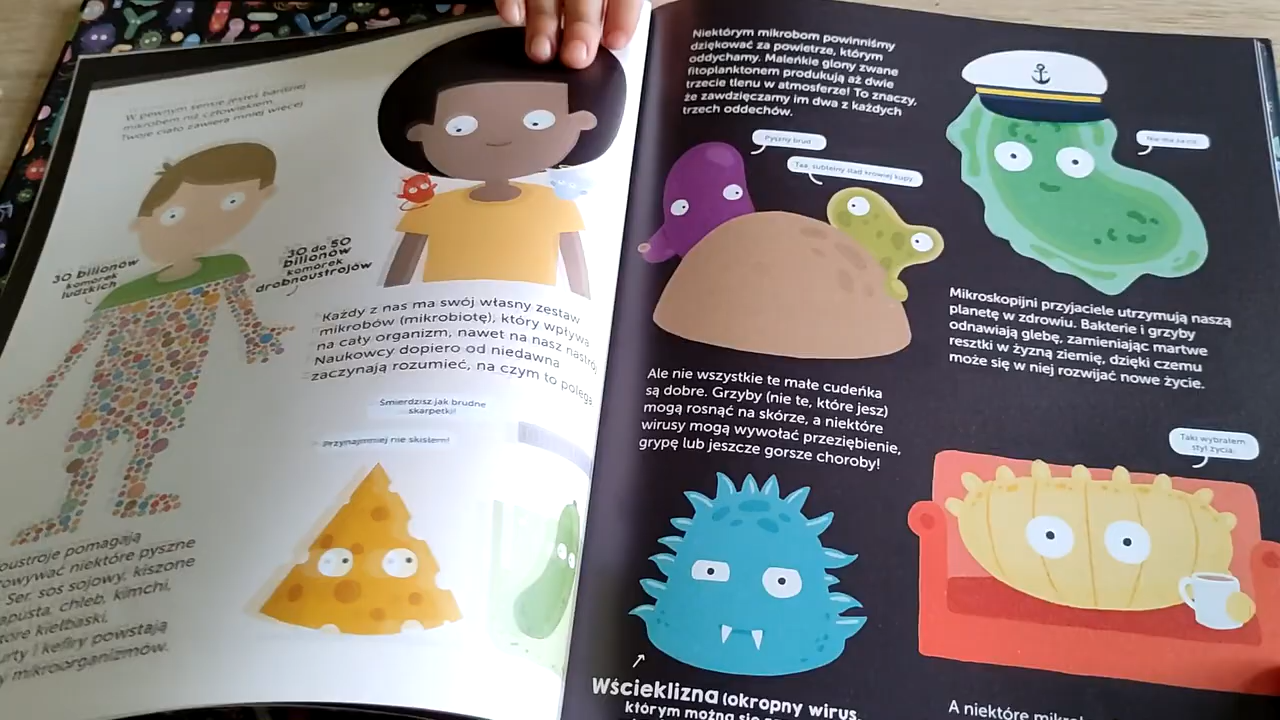 W pewnym sensie jesteś bardziej
mikrobem niż człowiekiem.
Twoje ciało zawiera mniej więcej
30 bilionów
komórek
ludzkich
30 do 50
bilionów
komórek
drobnoustrojów
Każdy z nas ma swój własny zestaw
mikrobów (mikrobiotę), który wpływa
na cały organizm, nawet na nasz nastrój
Naukowcy dopiero od niedawna
zaczynają rozumieć, na czym to polega
Śmierdzisz jak brudne
skarpetki!
Przynajmniej nie skisłem!
pomagają
niektóre pyszne
Ser, sos sojowy, kiszone
chleb, kimchi,
kiełbaski,
i kefiry powstają
mikroorganizmów.
Niektórym mikrobom powinniśmy
dziękować za powietrze, którym
oddychamy. Maleńkie glony zwane
fitoplanktonem produkują aż dwie
trzecie tlenu w atmosferze! To znaczy,
że zawdzięczamy im dwa z każdych
trzech oddechów.
Pyszny brud
Taa, subtelny ślad krowiej kupy
Nie ma za co.
Mikroskopijni przyjaciele utrzymują naszą
planetę w zdrowiu. Bakterie i grzyby
odnawiają glebę, zamieniając martwe
resztki w żyzną ziemię, dzięki czemu
może się w niej rozwijać nowe życie.
Ale nie wszystkie te małe cudeńka
są dobre. Grzyby (nie te, które jesz)
mogą rosnąć na skórze, a niektóre
wirusy mogą wywołać przeziębienie,
grypę lub jeszcze gorsze choroby!
Taki wybrałem
styl życia.
Wścieklizna (okropny wirus,
którym można się
A niektóre